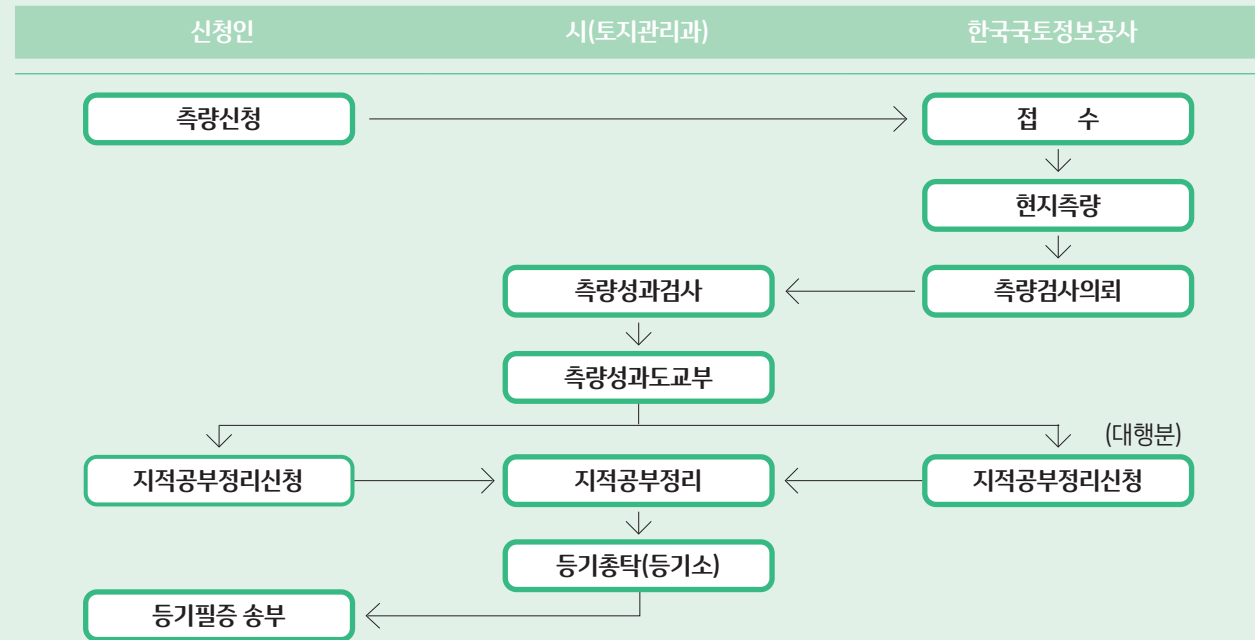 신청인 시(토지관리과) 한국국토정보공사
측량신청 접 수
현지측량
측량성과검사 측량검사의뢰
측량성과도교부
(대행분)
지적공부정리신청 지적공부정리 지적공부정리신청
등기촉탁(등기소)
등기필증 송부